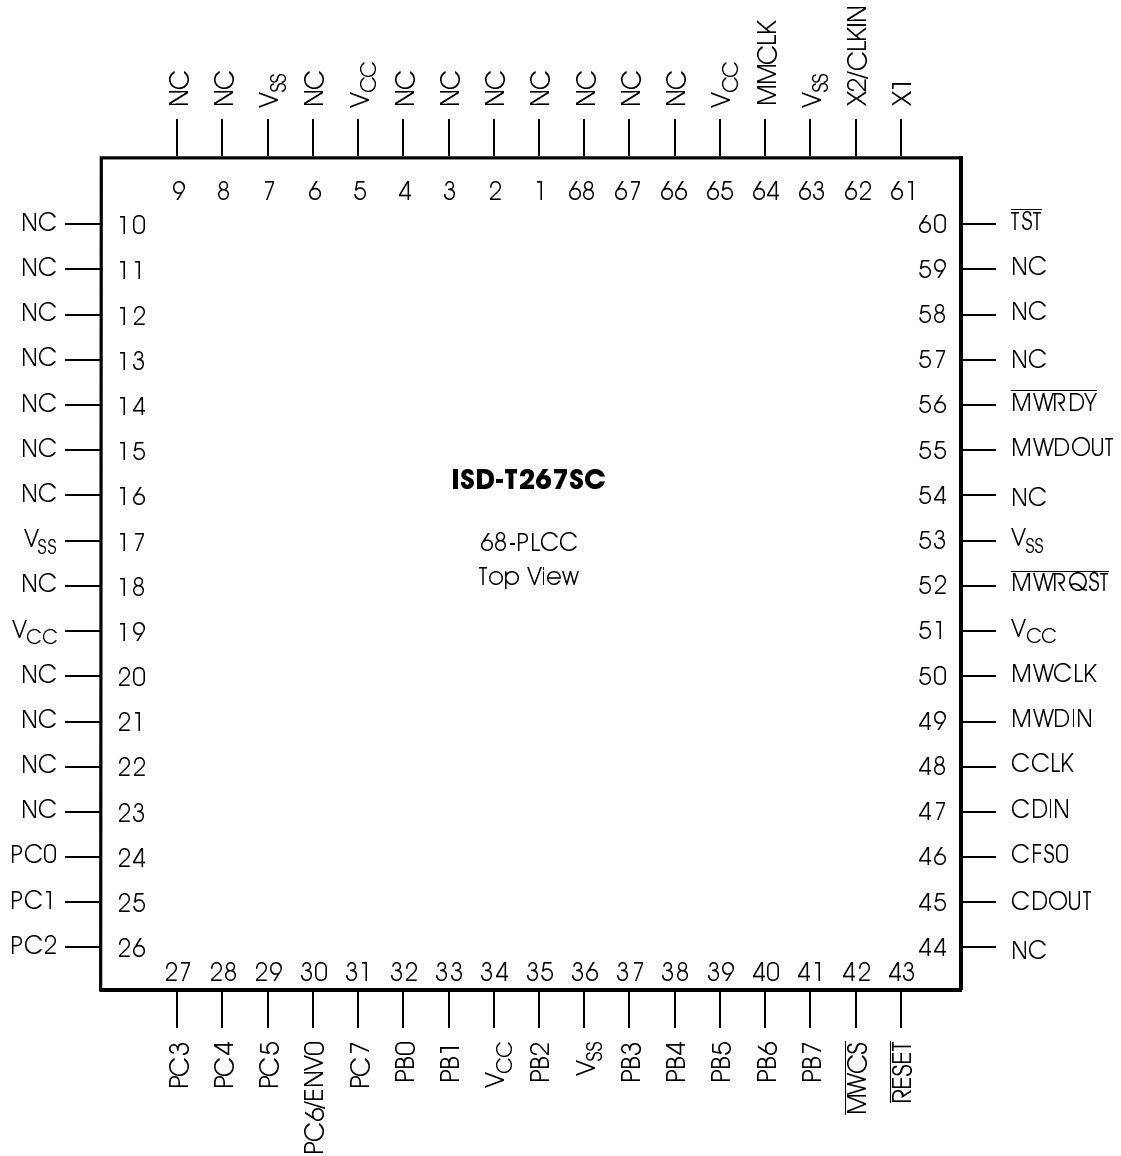 NC NC VSS NC VCC NC NC NC NC NC NC NC VCC MMCLK VSS X2/CLKIN X1
9 8 7 6 5 4 3 2 1 68 67 66 65 64 63 62 61
NC 10 60 TST
NC 11 59 NC
NC 12 58 NC
NC 13 57 NC
NC 14 56 MWRDY
NC 15 55 MWDOUT
ISD-T267SC
NC 16 54 NC
VSS 17 53 VSS
68-PLCC
Top View
NC 18 52 MWRQST
VCC 19 51 VCC
NC 20 50 MWCLK
NC 21 49 MWDIN
NC 22 48 CCLK
NC 23 47 CDIN
PC0 24 46 CFS0
PC1 25 45 CDOUT
PC2 26 44 NC
27 28 29 30 31 32 33 34 35 36 37 38 39 40 41 42 43
PC3 PC4 PC5 PC6/ENV0 PC7 PB0 PB1 VCC PB2 VSS PB3 PB4 PB5 PB6 PB7 MWCS RESET